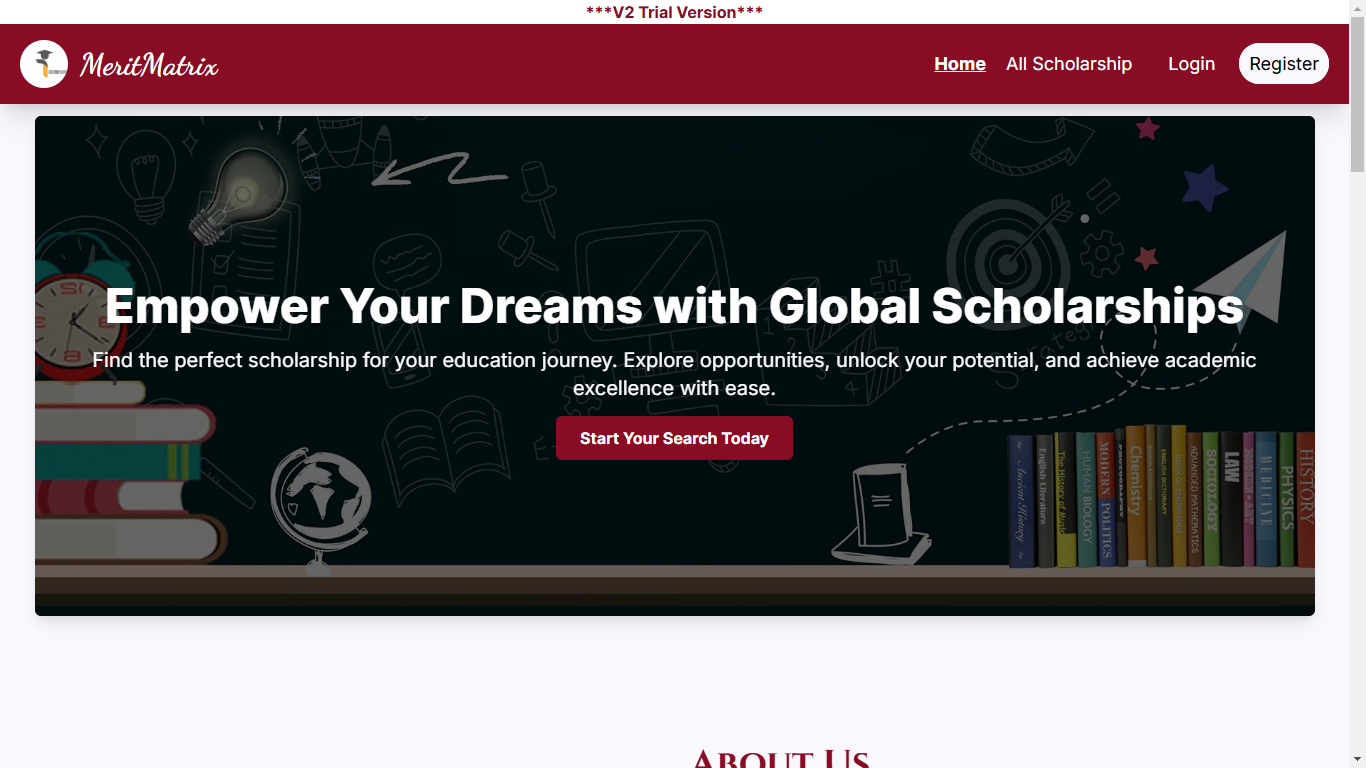 ***V2 Trial Version***
MeritMatrix
Home
All Scholarship
Login
Register
Empower Your Dreams with Global Scholarships
Find the perfect scholarship for your education journey. Explore opportunities, unlock your potential, and achieve academic
excellence with ease.
Start Your Search Today
Ancient History
English Literature
The History of Music
HUMAN BIOLOGY
MODERN POLITICS
PHOTOGRAPHY
Chemistry
ENGLISH DICTIONARY
ADVANCED MATHEMATICS
SOCIOLOGY
LAW
MEDICINE
PHYSICS
HISTORY
About Us